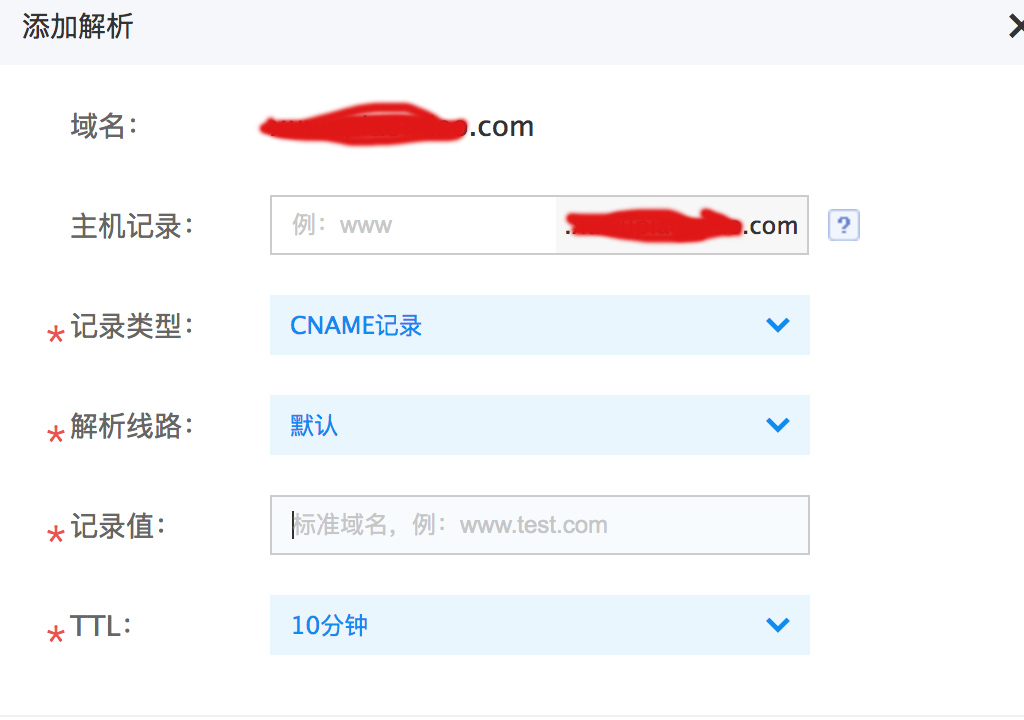 添加解析
域名： .com
主机记录： 例：www .com ?
*记录类型： CNAME记录
*解析线路： 默认
*记录值： 标准域名，例：www.test.com
*TTL： 10分钟